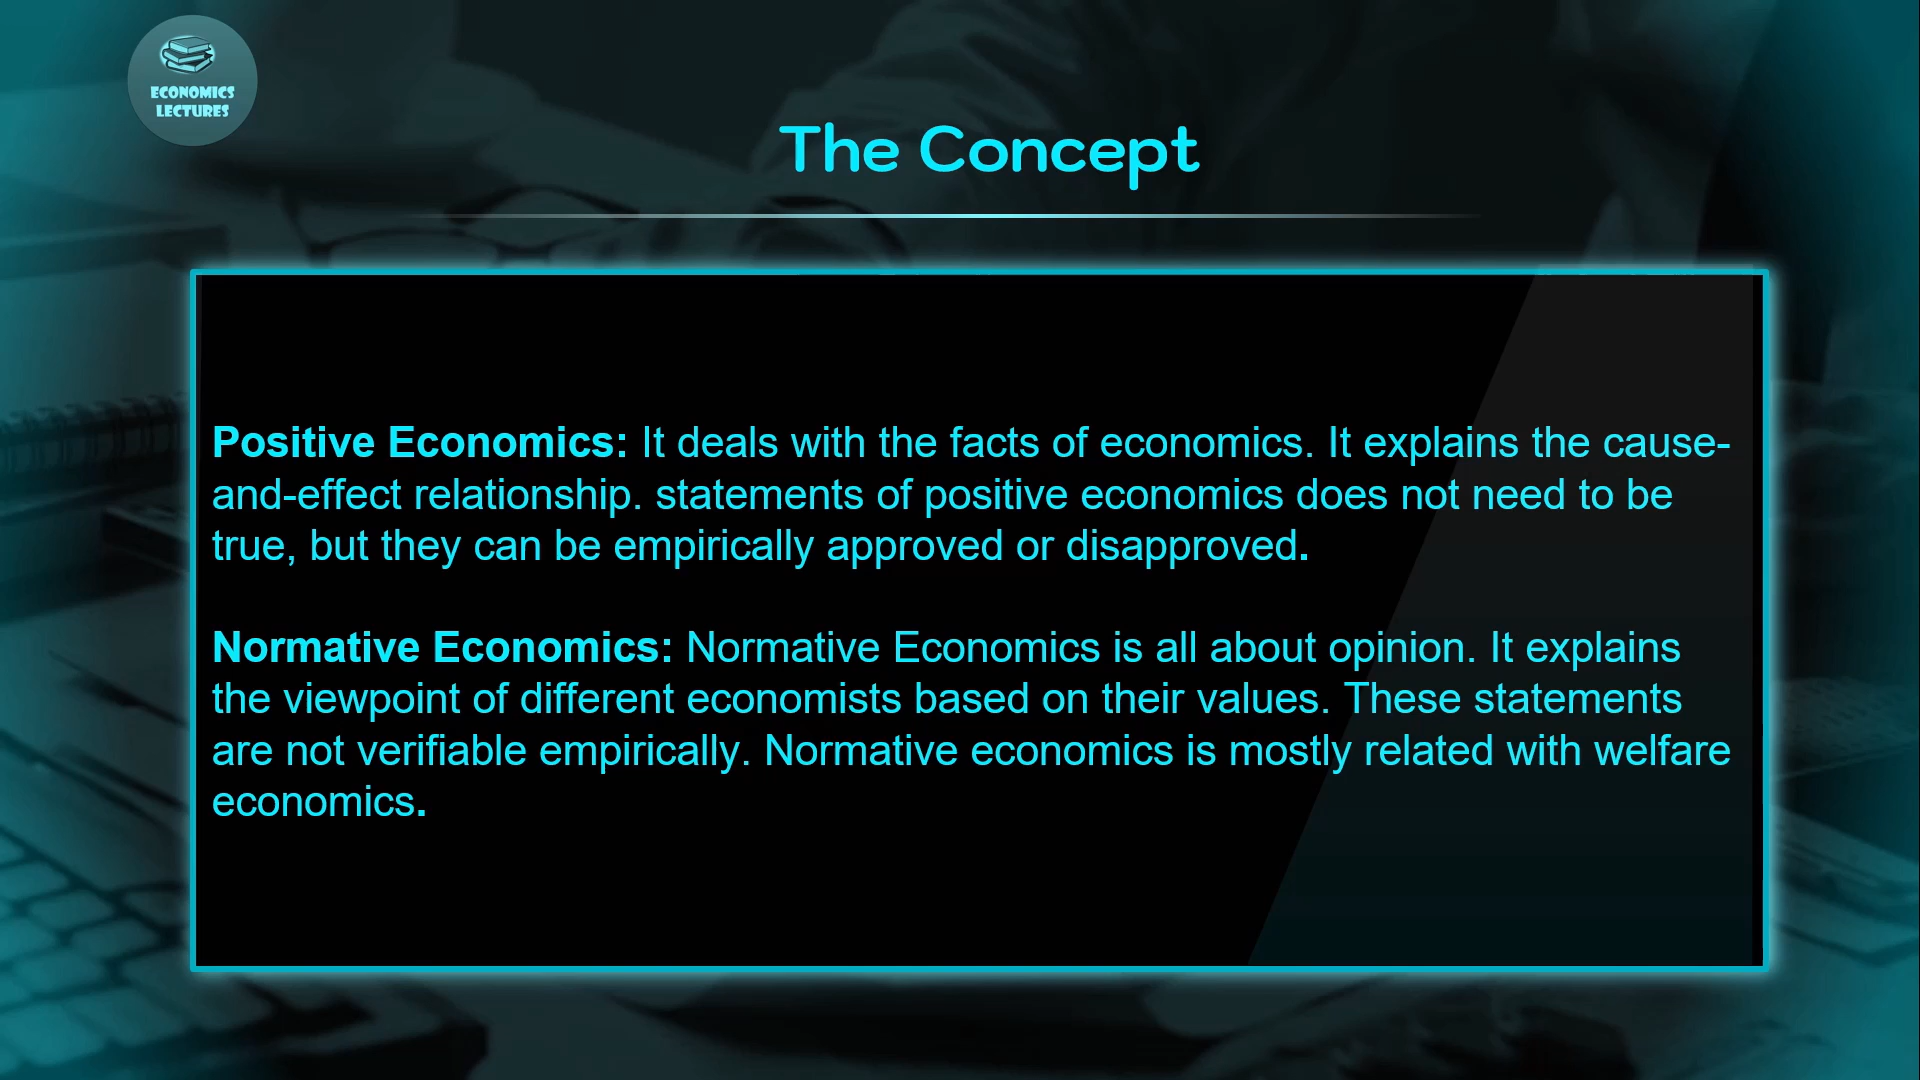 ECONOMICS
LECTURES
The Concept
Positive Economics: It deals with the facts of economics. It explains the cause-
and-effect relationship. statements of positive economics does not need to be
true, but they can be empirically approved or disapproved.
Normative Economics: Normative Economics is all about opinion. It explains
the viewpoint of different economists based on their values. These statements
are not verifiable empirically. Normative economics is mostly related with welfare
economics.